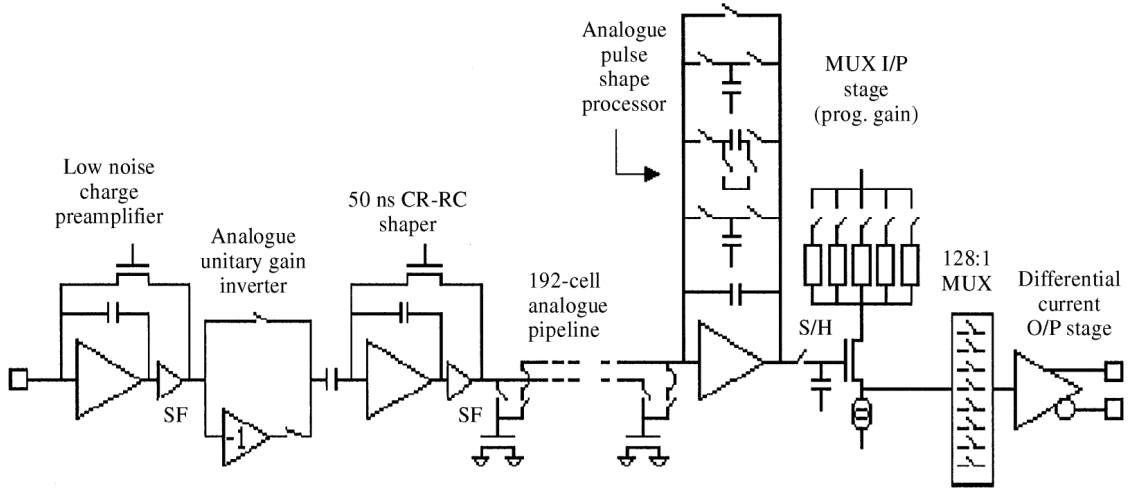 Analogue
pulse
shape
processor
MUX I/P
stage
(prog. gain)
Low noise
charge
preamplifier
50 ns CR-RC
shaper
Analogue
unitary gain
inverter
192-cell
analogue
pipeline
128:1
MUX
Differential
current
O/P stage
S/H
SF
SF
-1